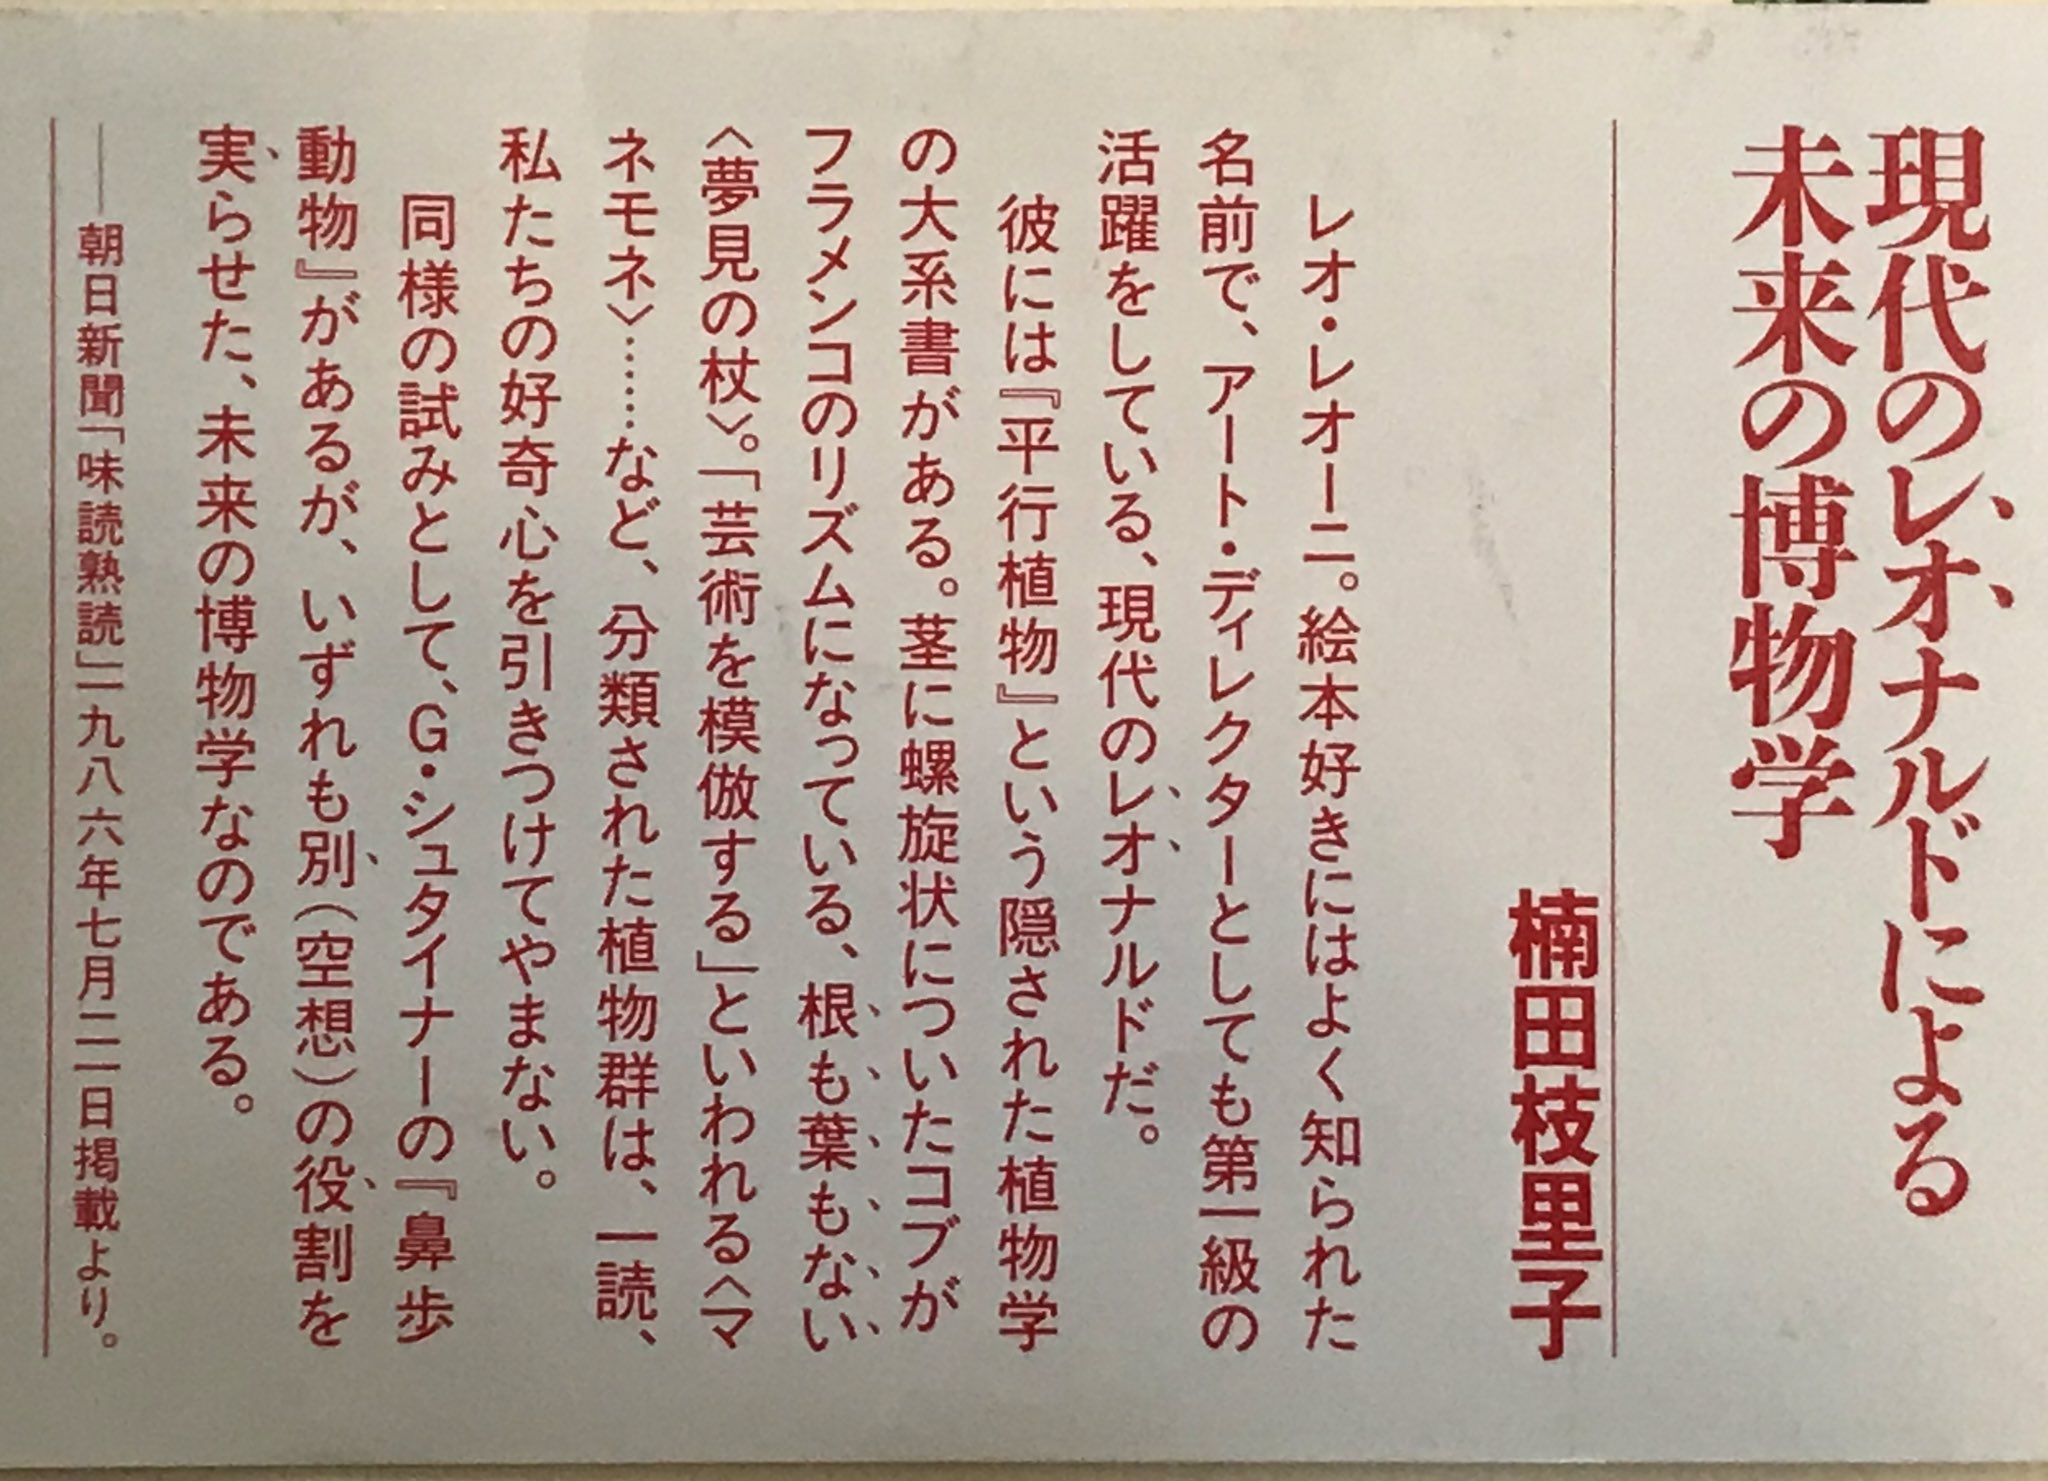 現代のレオナルドによる
未来の博物学
楠田枝里子
レオ・レオーニ。絵本好きにはよく知られた
名前で、アート・ディレクターとしても第一級の
活躍をしている、現代のレオナルドだ。
彼には『平行植物』という隠された植物学
の大系書がある。茎に螺旋状についたコブが
フラメンコのリズムになっている、根も葉もない
〈夢見の杖〉。「芸術を模倣する」といわれる〈マ
ネモネ〉……など、分類された植物群は、一読、
私たちの好奇心を引きつけてやまない。
同様の試みとして、G・シュタイナーの『鼻歩
動物』があるが、いずれも別(空想)の役割を
実らせた、未来の博物学なのである。
——朝日新聞「味読熟読」一九八六年七月二一日掲載より。